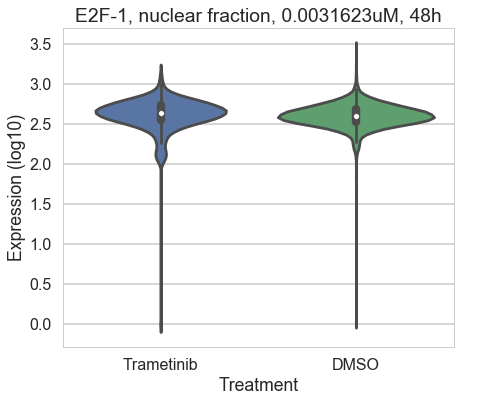 E2F-1, nuclear fraction, 0.0031623uM, 48h
Expression (log10)
3.5
3.0
2.5
2.0
1.5
1.0
0.5
0.0
Trametinib DMSO
Treatment